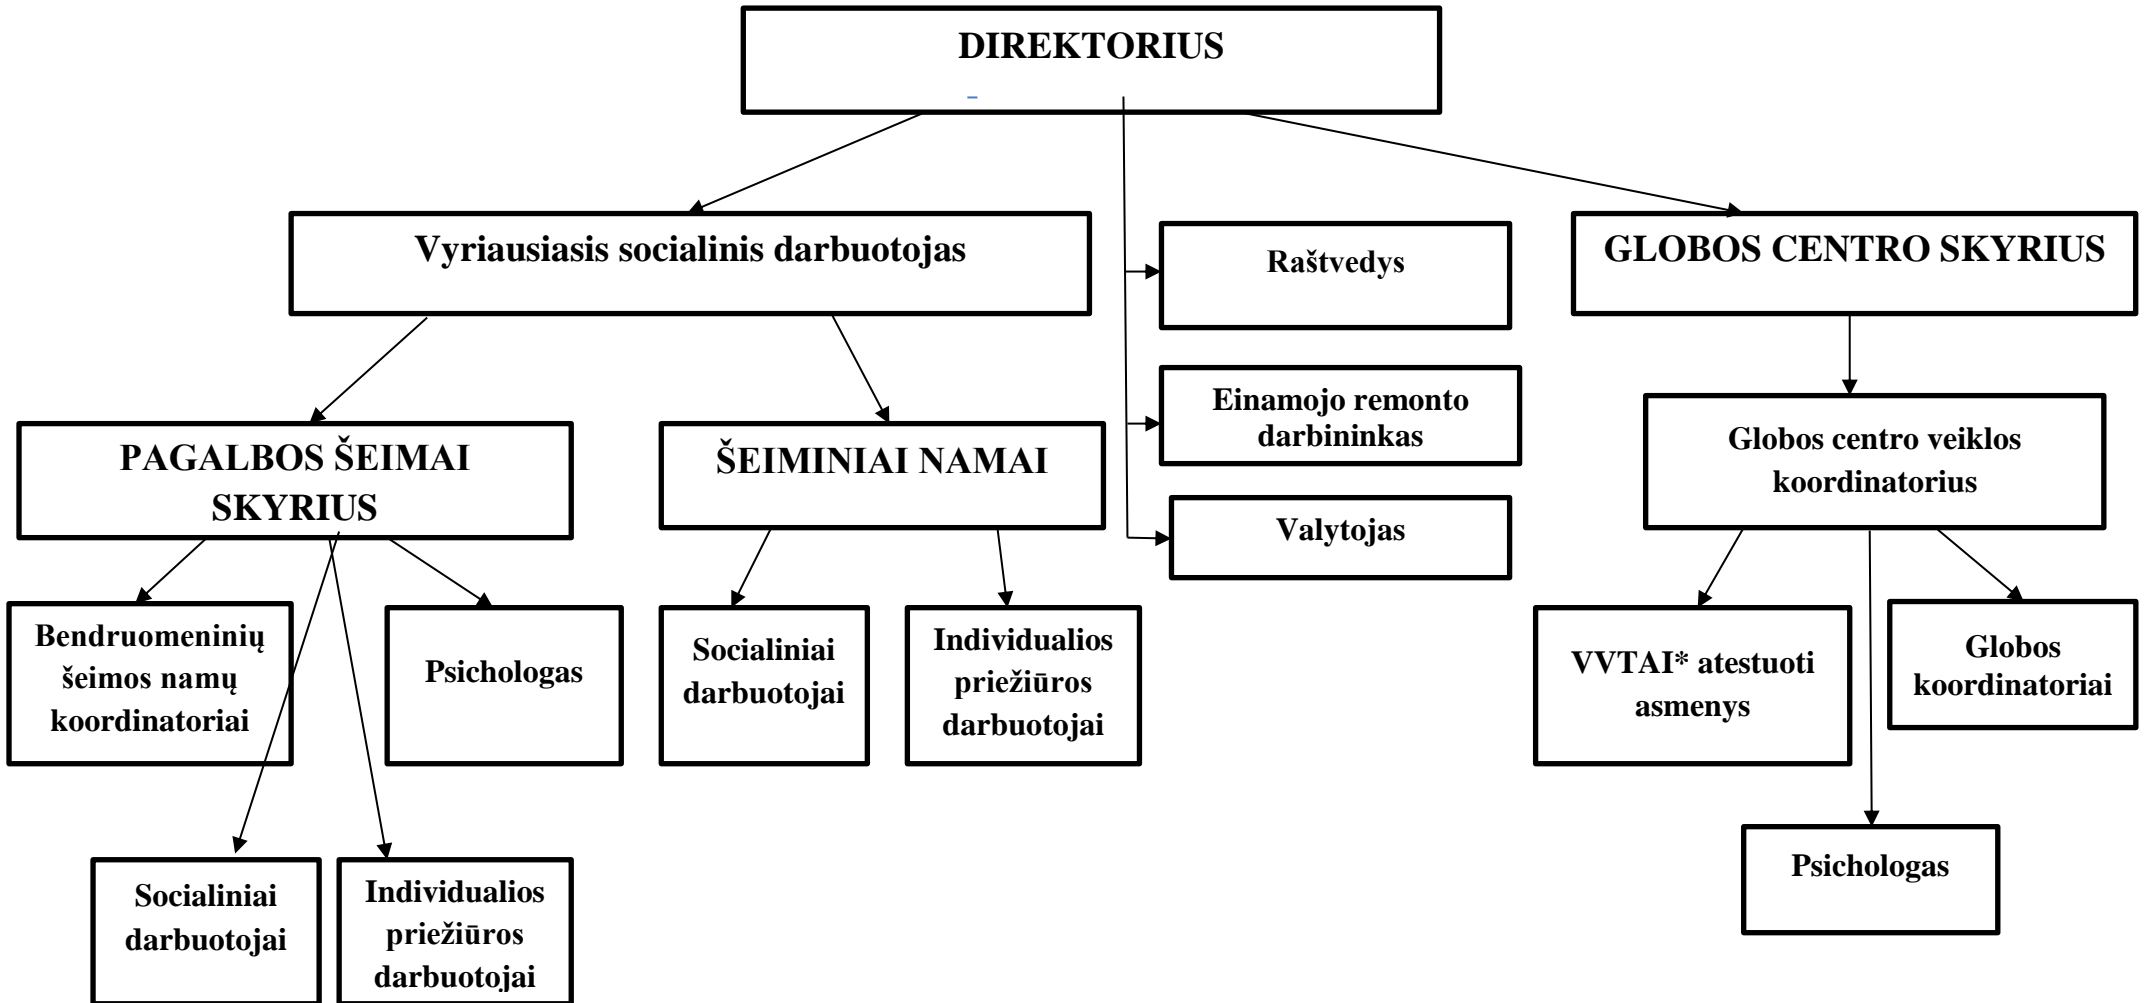 DIREKTORIUS
Vyriausiasis socialinis darbuotojas
Raštvedys
GLOBOS CENTRO SKYRIUS
Einamojo remonto
darbininkas
PAGALBOS ŠEIMAI
SKYRIUS
ŠEIMINIAI NAMAI
Valytojas
Globos centro veiklos
koordinatorius
Bendruomeninių
šeimos namų
koordinatoriai
Psichologas
Socialiniai
darbuotojai
Individualios
priežiūros
darbuotojai
VVTAI* atestuoti
asmenys
Globos
koordinatoriai
Socialiniai
darbuotojai
Individualios
priežiūros
darbuotojai
Psichologas